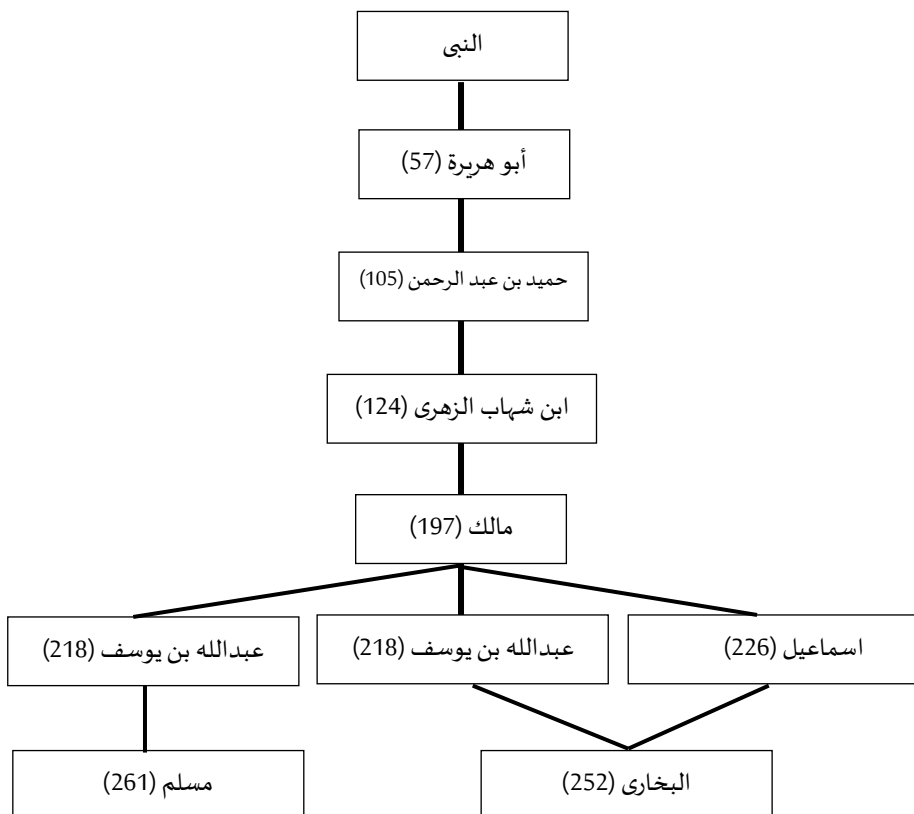 النبى
أبو هريرة (57)
حميد بن عبد الرحمن (105)
ابن شهاب الزهرى (124)
مالك (197)
اسماعيل (226)
عبدالله بن يوسف (218)
عبدالله بن يوسف (218)
البخارى (252)
مسلم (261)